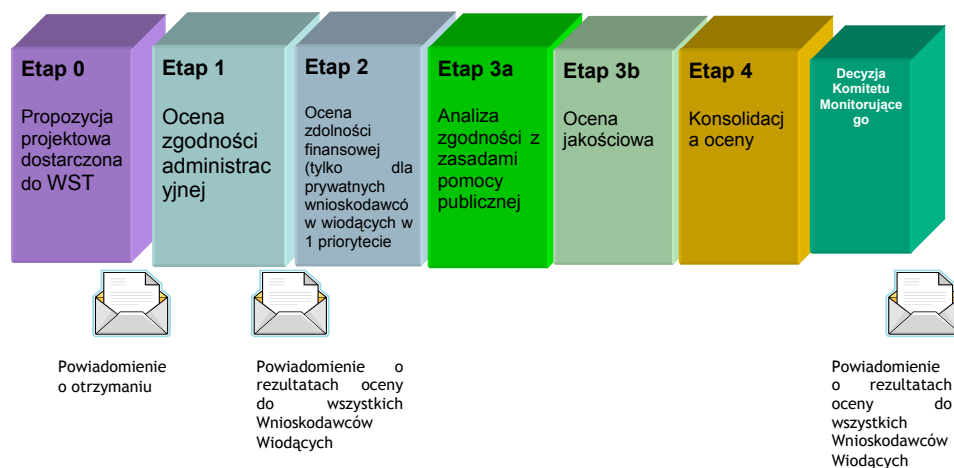 Etap 0
Propozycja
projektowa
dostarczona
do WST
Etap 1
Ocena
zgodności
administrac
yjnej
Etap 2
Ocena
zdolności
finansowej
(tylko dla
prywatnych
wnioskodawcó
w wiodących w
1 priorytecie
Etap 3a
Analiza
zgodności z
zasadami
pomocy
publicznej
Etap 3b
Ocena
jakościowa
Etap 4
Konsolidacj
a oceny
Decyzja
Komitetu
Monitorujące
go
Powiadomienie
o otrzymaniu
Powiadomienie o
rezultatach oceny
do wszystkich
Wnioskodawców
Wiodących
Powiadomienie
o rezultatach
oceny do
wszystkich
Wnioskodawców
Wiodących